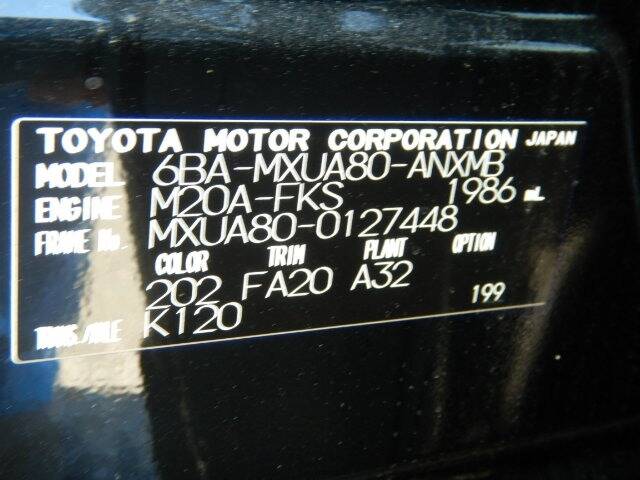 TOYOTA MOTOR CORPORATION JAPAN
MODEL 6BA-MXUA80-ANXMB
ENGINE M20A-FKS 1986 mL
FRAME No. MXUA80-0127448
COLOR TRIM PLANT OPTION
202 FA20 A32 199
TRANS./AXLE K120